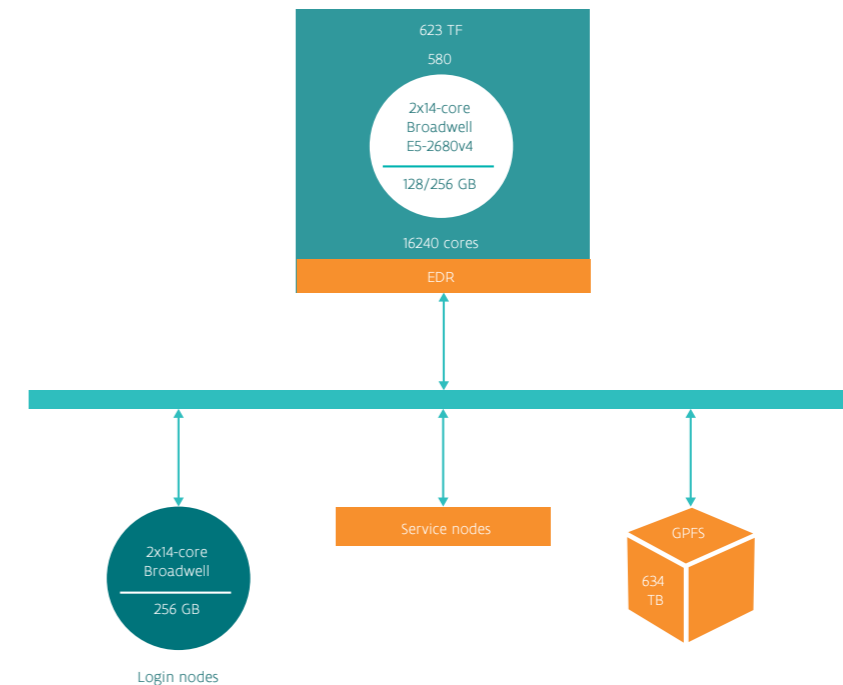 623 TF
580
2x14-core
Broadwell
E5-2680v4
128/256 GB
16240 cores
EDR
2x14-core
Broadwell
256 GB
Login nodes
Service nodes
GPFS
634
TB